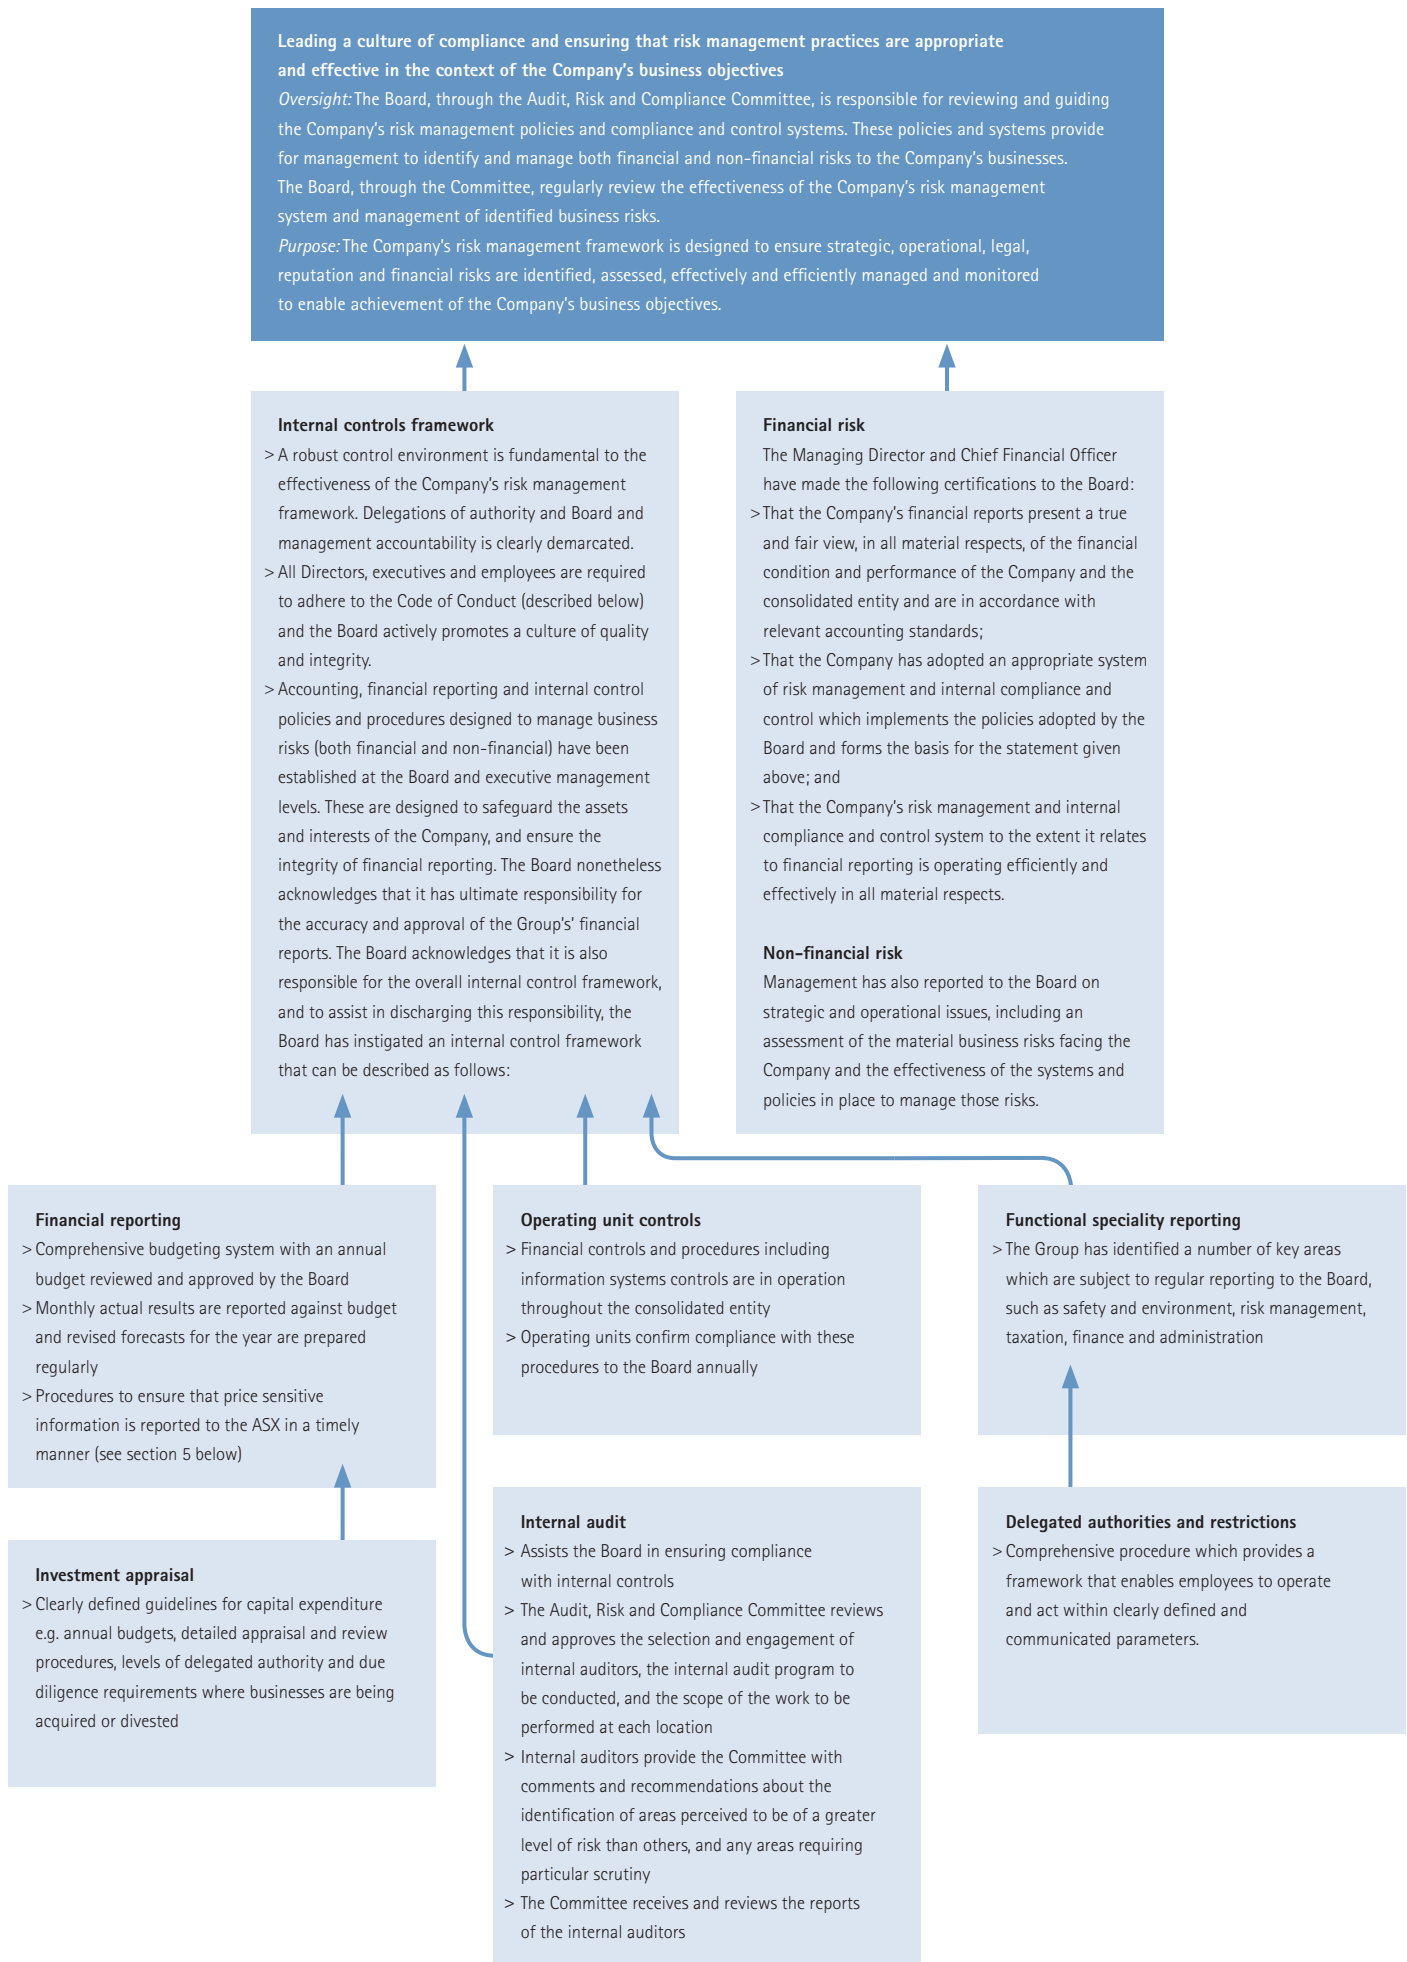 Leading a culture of compliance and ensuring that risk management practices are appropriate
and effective in the context of the Company's business objectives
Oversight: The Board, through the Audit, Risk and Compliance Committee, is responsible for reviewing and guiding
the Company's risk management policies and compliance and control systems. These policies and systems provide
for management to identify and manage both financial and non-financial risks to the Company's businesses.
The Board, through the Committee, regularly review the effectiveness of the Company's risk management
system and management of identified business risks.
Purpose: The Company's risk management framework is designed to ensure strategic, operational, legal,
reputation and financial risks are identified, assessed, effectively and efficiently managed and monitored
to enable achievement of the Company's business objectives.
Internal controls framework
> A robust control environment is fundamental to the
effectiveness of the Company's risk management
framework. Delegations of authority and Board and
management accountability is clearly demarcated.
> All Directors, executives and employees are required
to adhere to the Code of Conduct (described below)
and the Board actively promotes a culture of quality
and integrity.
> Accounting, financial reporting and internal control
policies and procedures designed to manage business
risks (both financial and non-financial) have been
established at the Board and executive management
levels. These are designed to safeguard the assets
and interests of the Company, and ensure the
integrity of financial reporting. The Board nonetheless
acknowledges that it has ultimate responsibility for
the accuracy and approval of the Group's' financial
reports. The Board acknowledges that it is also
responsible for the overall internal control framework,
and to assist in discharging this responsibility, the
Board has instigated an internal control framework
that can be described as follows:
Financial risk
The Managing Director and Chief Financial Officer
have made the following certifications to the Board:
> That the Company's financial reports present a true
and fair view, in all material respects, of the financial
condition and performance of the Company and the
consolidated entity and are in accordance with
relevant accounting standards;
> That the Company has adopted an appropriate system
of risk management and internal compliance and
control which implements the policies adopted by the
Board and forms the basis for the statement given
above; and
> That the Company's risk management and internal
compliance and control system to the extent it relates
to financial reporting is operating efficiently and
effectively in all material respects.
Non-financial risk
Management has also reported to the Board on
strategic and operational issues, including an
assessment of the material business risks facing the
Company and the effectiveness of the systems and
policies in place to manage those risks.
Financial reporting
> Comprehensive budgeting system with an annual
budget reviewed and approved by the Board
> Monthly actual results are reported against budget
and revised forecasts for the year are prepared
regularly
> Procedures to ensure that price sensitive
information is reported to the ASX in a timely
manner (see section 5 below)
Operating unit controls
> Financial controls and procedures including
information systems controls are in operation
throughout the consolidated entity
> Operating units confirm compliance with these
procedures to the Board annually
Functional speciality reporting
> The Group has identified a number of key areas
which are subject to regular reporting to the Board,
such as safety and environment, risk management,
taxation, finance and administration
Investment appraisal
> Clearly defined guidelines for capital expenditure
e.g. annual budgets, detailed appraisal and review
procedures, levels of delegated authority and due
diligence requirements where businesses are being
acquired or divested
Internal audit
> Assists the Board in ensuring compliance
with internal controls
> The Audit, Risk and Compliance Committee reviews
and approves the selection and engagement of
internal auditors, the internal audit program to
be conducted, and the scope of the work to be
performed at each location
> Internal auditors provide the Committee with
comments and recommendations about the
identification of areas perceived to be of a greater
level of risk than others, and any areas requiring
particular scrutiny
> The Committee receives and reviews the reports
of the internal auditors
Delegated authorities and restrictions
> Comprehensive procedure which provides a
framework that enables employees to operate
and act within clearly defined and
communicated parameters.